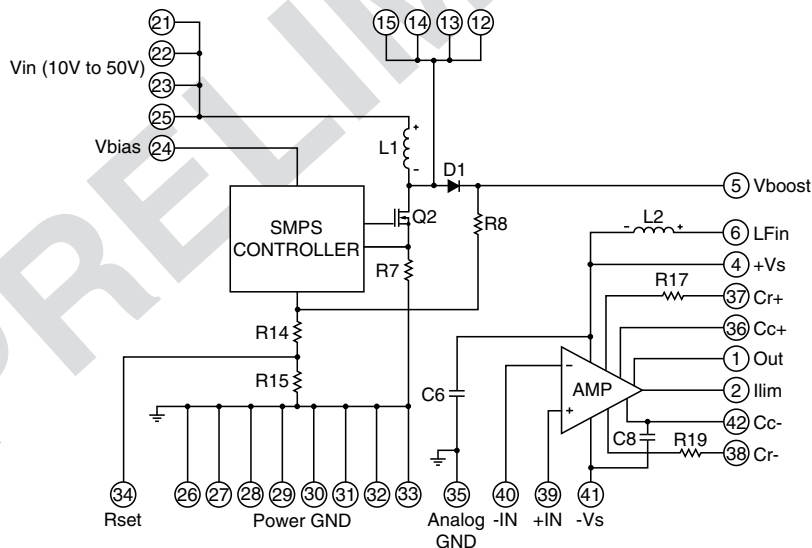 PRELIM
21
15 14 13 12
22
Vin (10V to 50V)
23
25
+
L1
Vbias 24
-
D1
5 Vboost
Q2
SMPS
CONTROLLER
R8
L2
- +
6 LFin
R7
4 +Vs
R17
37 Cr+
R14
36 Cc+
1 Out
R15
C6
-
AMP
2 Ilim
+
42 Cc-
C8
R19
38 Cr-
34 26 27 28 29 30 31 32 33 35 40 39 41
Rset Power GND Analog GND -IN +IN -Vs